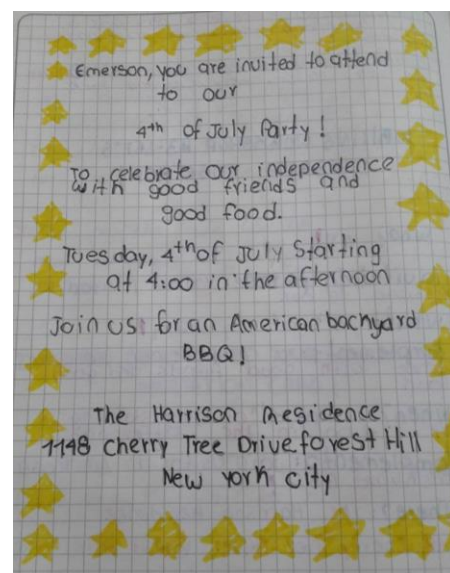 Emerson, you are invited to attend
to our
4th of July Party!
To celebrate our independence
with good friends and
good food.
Tuesday, 4th of July Starting
at 4:00 in the afternoon
Join us for an American bachyard
BBQ!
The Harrison Residence
1148 Cherry Tree Drive forest Hill
New york city